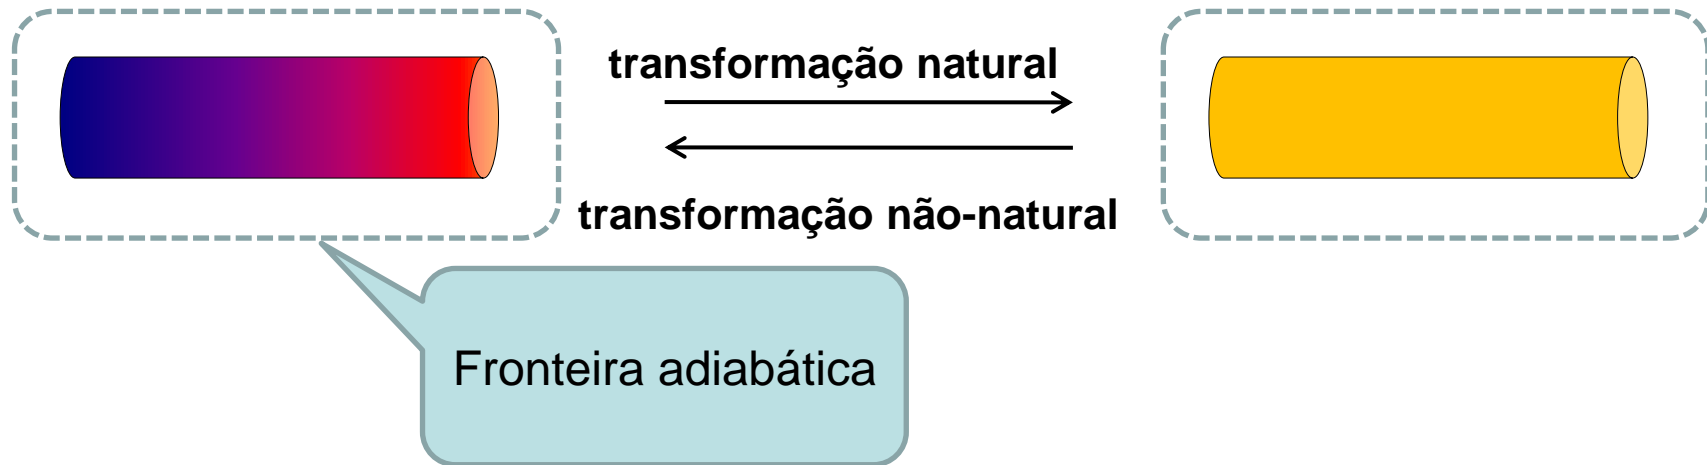 transformação natural
transformação não-natural
Fronteira adiabática